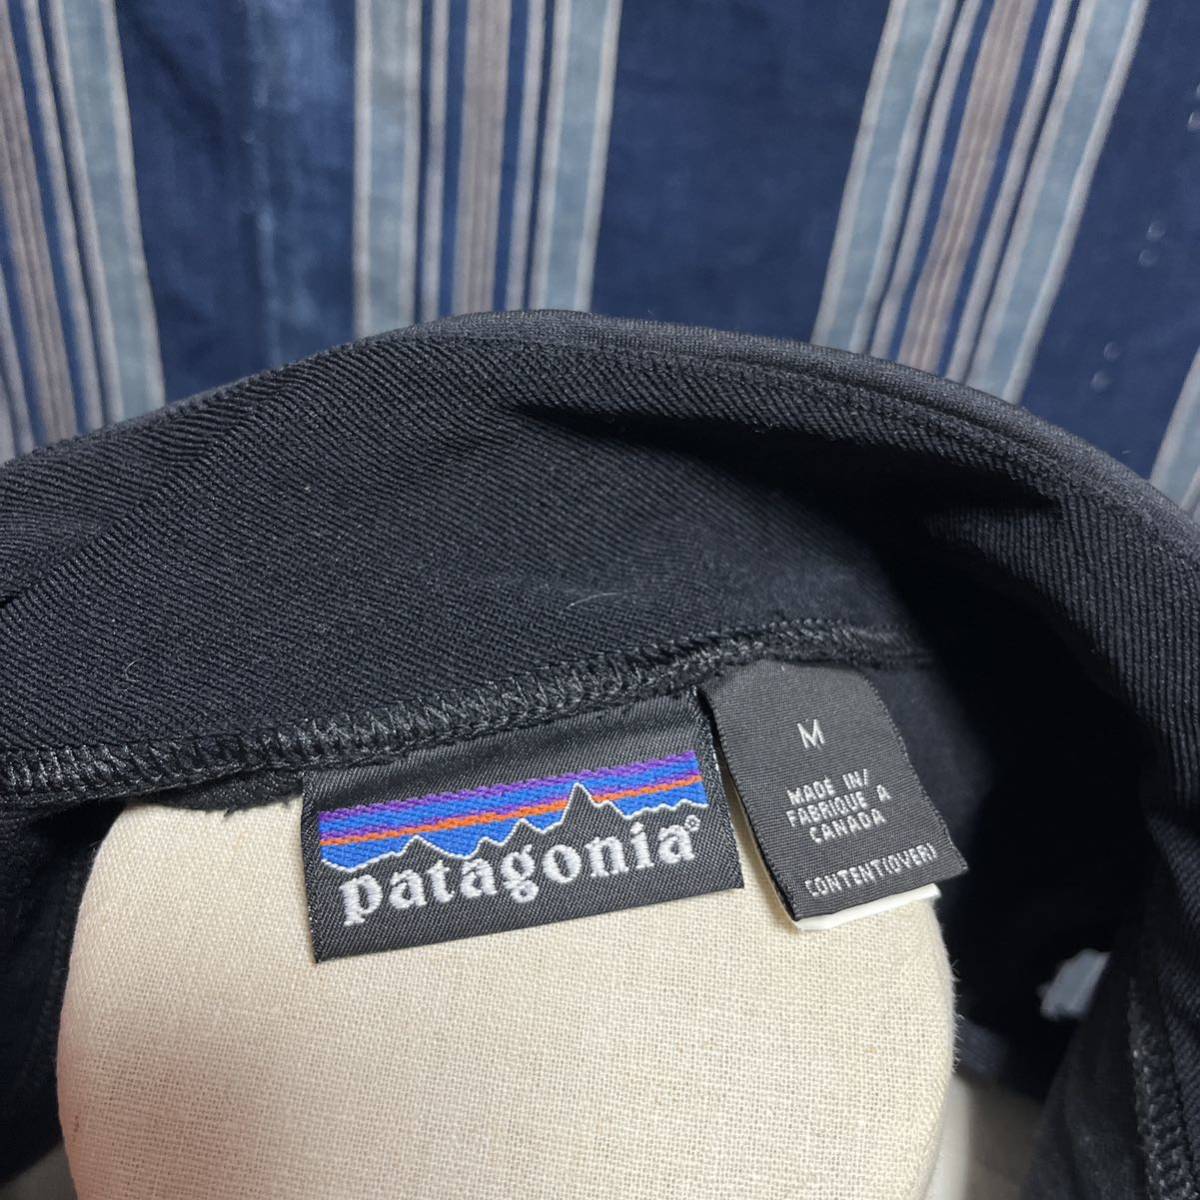 patagonia®
M
MADE IN/
FABRIQUE A
CANADA
CONTENT(OVER)